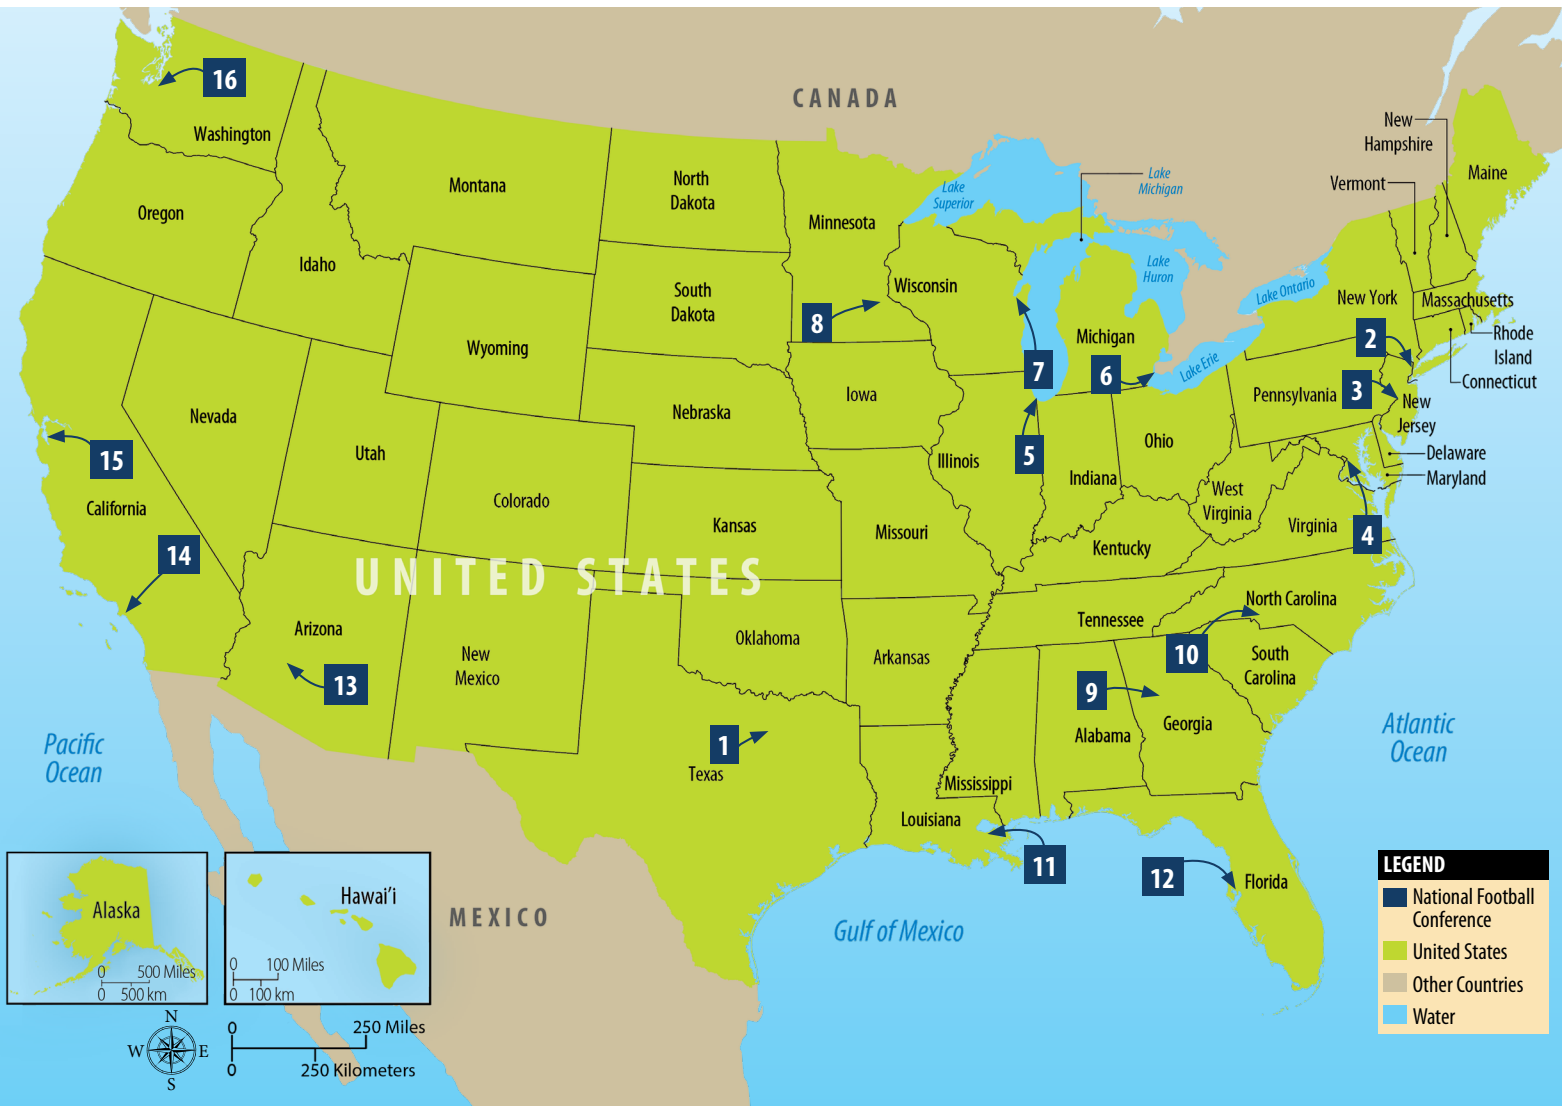 CANADA
16
Washington
Montana
North
Dakota
Minnesota
Lake
Superior
Lake
Michigan
New
Hampshire
Vermont
Maine
Oregon
Idaho
South
Dakota
Wisconsin
Lake
Huron
Lake Ontario
New York
Massachusetts
8
Michigan
2
Rhode
Island
Wyoming
7
6
Lake Erie
Connecticut
Iowa
Pennsylvania
3
New
Jersey
Nevada
Nebraska
Utah
15
Illinois
5
Ohio
Delaware
Maryland
California
Colorado
Indiana
West
Virginia
Kansas
Missouri
Virginia
4
14
Kentucky
UNITED STATES
North Carolina
Arizona
Oklahoma
Tennessee
New
Mexico
Arkansas
10
South
Carolina
13
9
Georgia
Pacific
Ocean
1
Texas
Alabama
Atlantic
Ocean
Mississippi
Louisiana
11
12
Florida
Gulf of Mexico
MEXICO
Alaska
0 500 Miles
0 500 km
Hawai‘i
0 100 Miles
0 100 km
N
W E
S
0 250 Miles
0 250 Kilometers
LEGEND
National Football
Conference
United States
Other Countries
Water